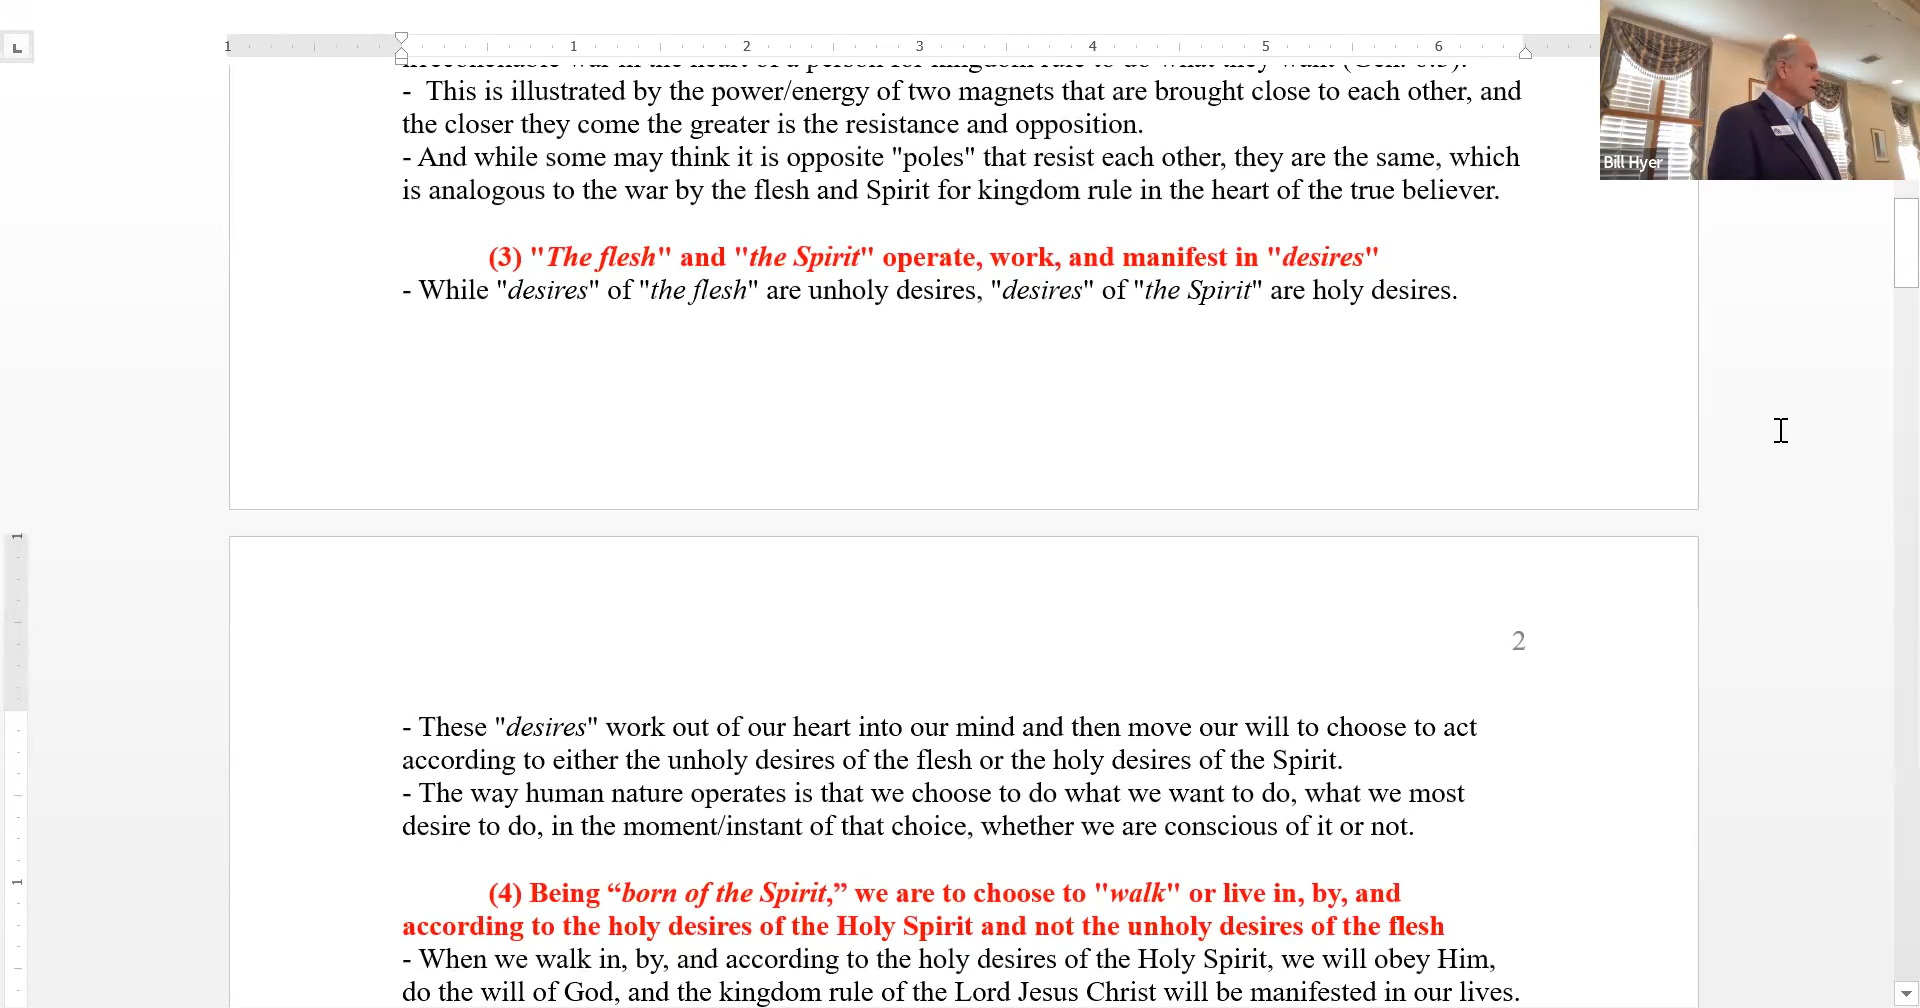 1 1 2 3 4 5 6
- This is illustrated by the power/energy of two magnets that are brought close to each other, and
the closer they come the greater is the resistance and opposition.
- And while some may think it is opposite "poles" that resist each other, they are the same, which
is analogous to the war by the flesh and Spirit for kingdom rule in the heart of the true believer.
Bill Hyer
(3) "The flesh" and "the Spirit" operate, work, and manifest in "desires"
- While "desires" of "the flesh" are unholy desires, "desires" of "the Spirit" are holy desires.
1
2
- These "desires" work out of our heart into our mind and then move our will to choose to act
according to either the unholy desires of the flesh or the holy desires of the Spirit.
- The way human nature operates is that we choose to do what we want to do, what we most
desire to do, in the moment/instant of that choice, whether we are conscious of it or not.
1
(4) Being “born of the Spirit,” we are to choose to "walk" or live in, by, and
according to the holy desires of the Holy Spirit and not the unholy desires of the flesh
- When we walk in, by, and according to the holy desires of the Holy Spirit, we will obey Him,
do the will of God, and the kingdom rule of the Lord Jesus Christ will be manifested in our lives.